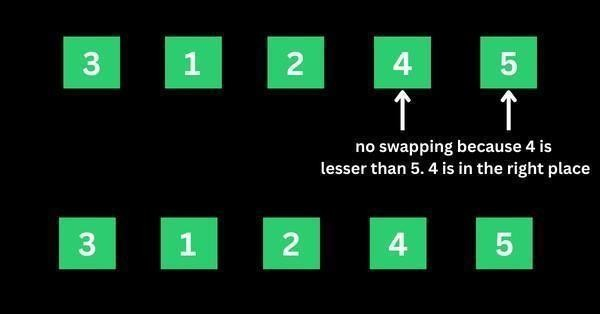 3 1 2 4 5
no swapping because 4 is
lesser than 5. 4 is in the right place
3 1 2 4 5